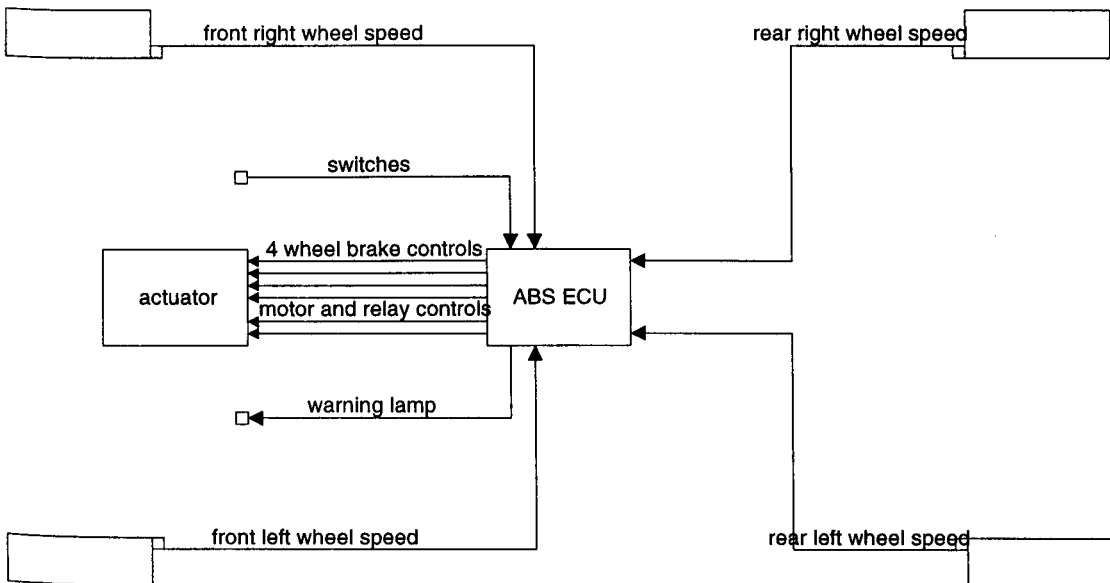 front right wheel speed
rear right wheel speed
switches
4 wheel brake controls
actuator
ABS ECU
motor and relay controls
warning lamp
front left wheel speed
rear left wheel speed